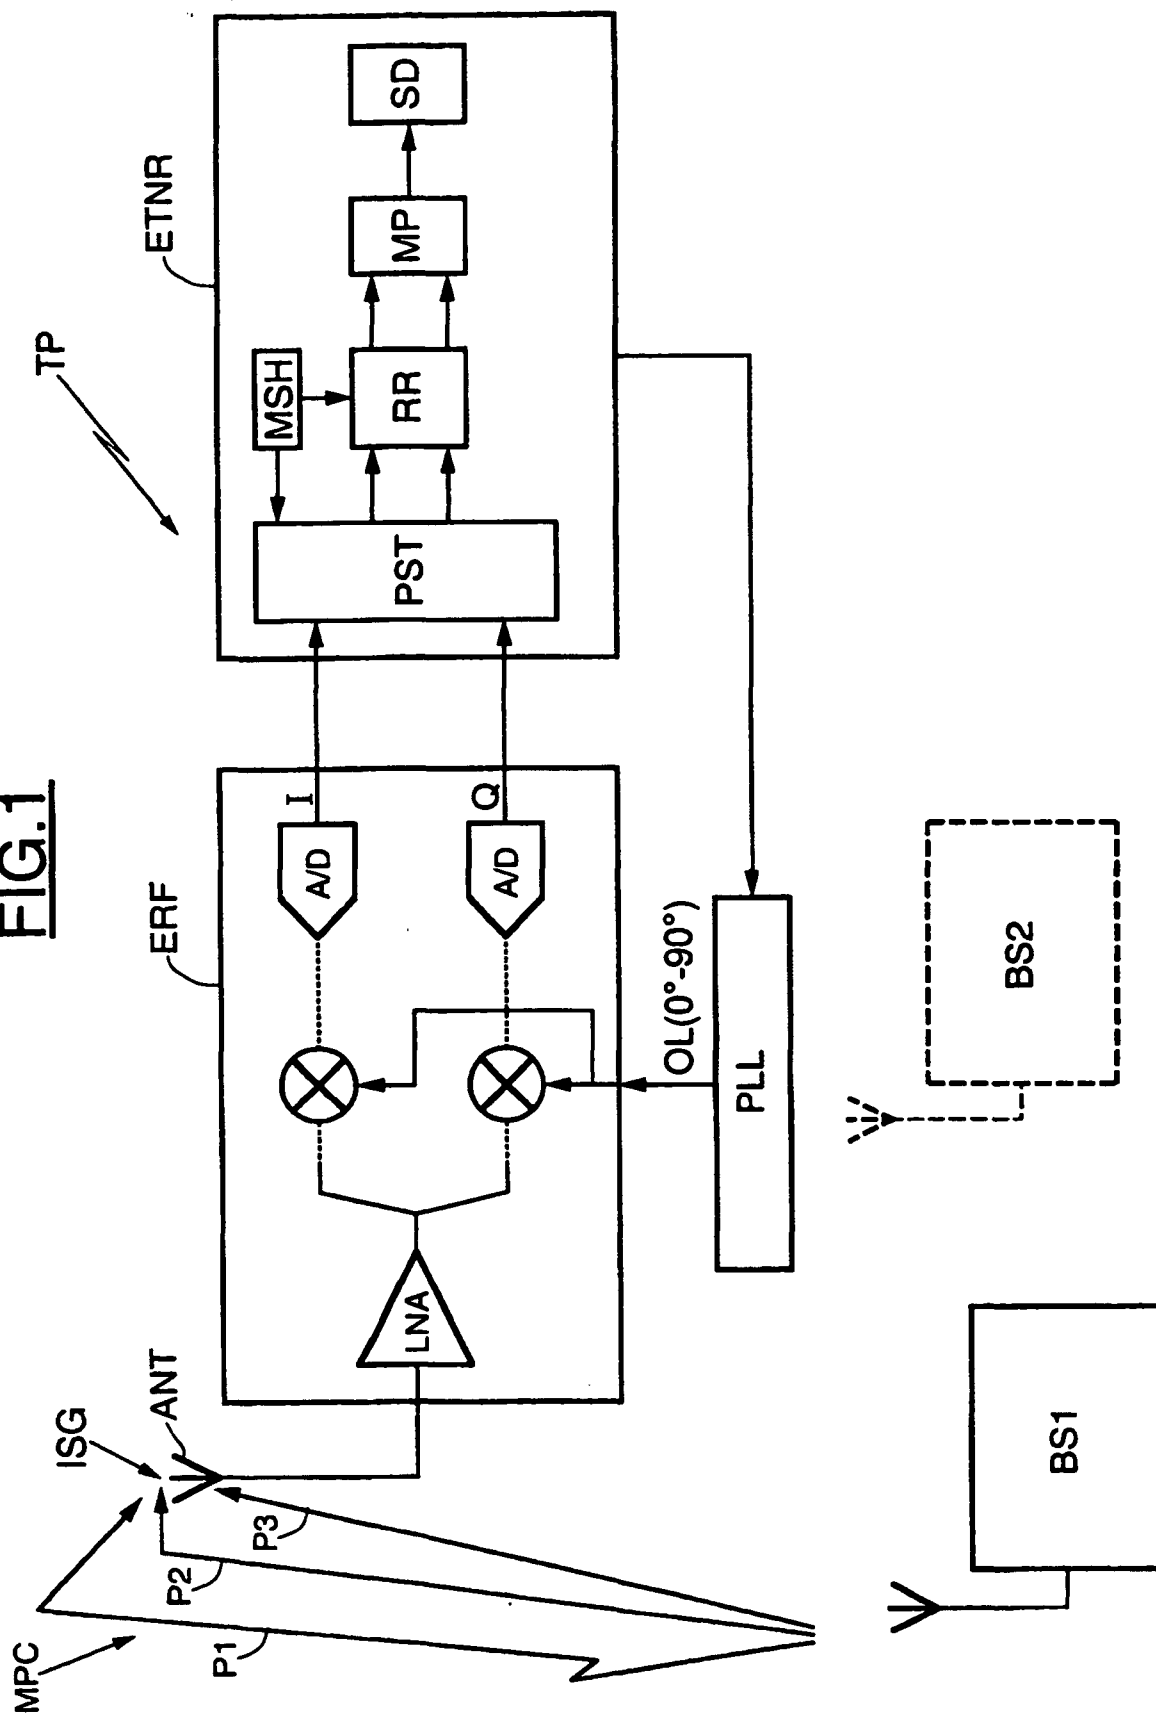 FIG.1
TP
ETNR
MSH
PST
RR
MP
SD
ERF
I
Q
A/D
A/D
LNA
OL(0°-90°)
PLL
MPC
ISG
ANT
P1
P2
P3
BS1
BS2